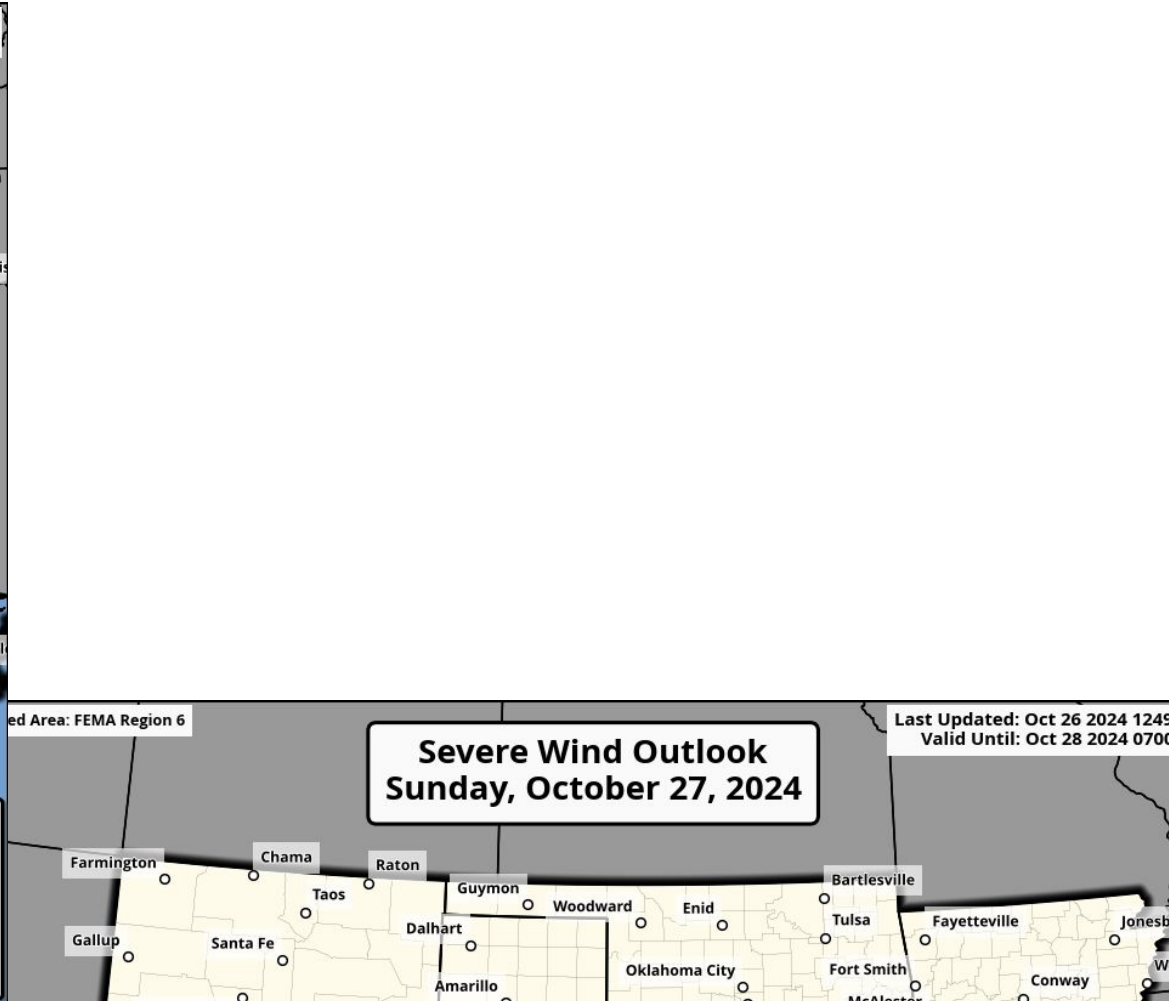 ed Area: FEMA Region 6
Last Updated: Oct 26 2024 1249
Valid Until: Oct 28 2024 0700
Severe Wind Outlook
Sunday, October 27, 2024
Farmington
Chama
Raton
Taos
Guymon
Woodward
Enid
Bartlesville
Tulsa
Fayetteville
Jonesb
Gallup
Santa Fe
Dalhart
Oklahoma City
Fort Smith
Conway
W
Amarillo
McAlester